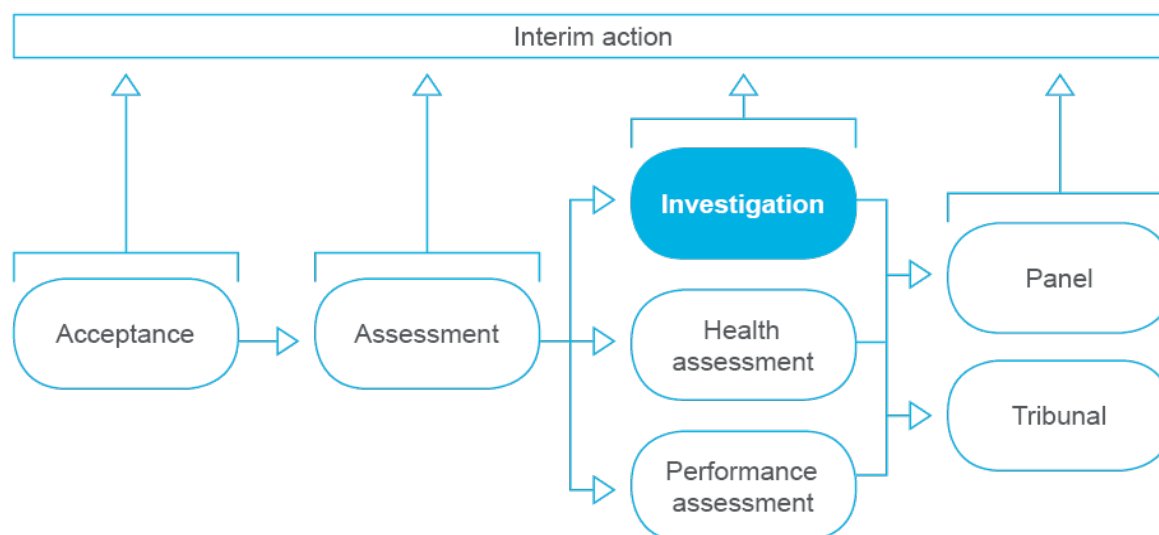 Interim action
Acceptance
Assessment
Investigation
Health
assessment
Performance
assessment
Panel
Tribunal